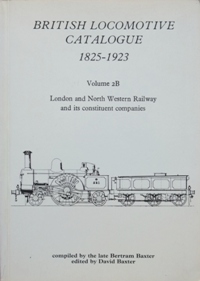 BRITISH LOCOMOTIVE
CATALOGUE
1825-1923
Volume 2B
London and North Western Railway
and its constituent companies
compiled by the late Bertram Baxter
edited by David Baxter